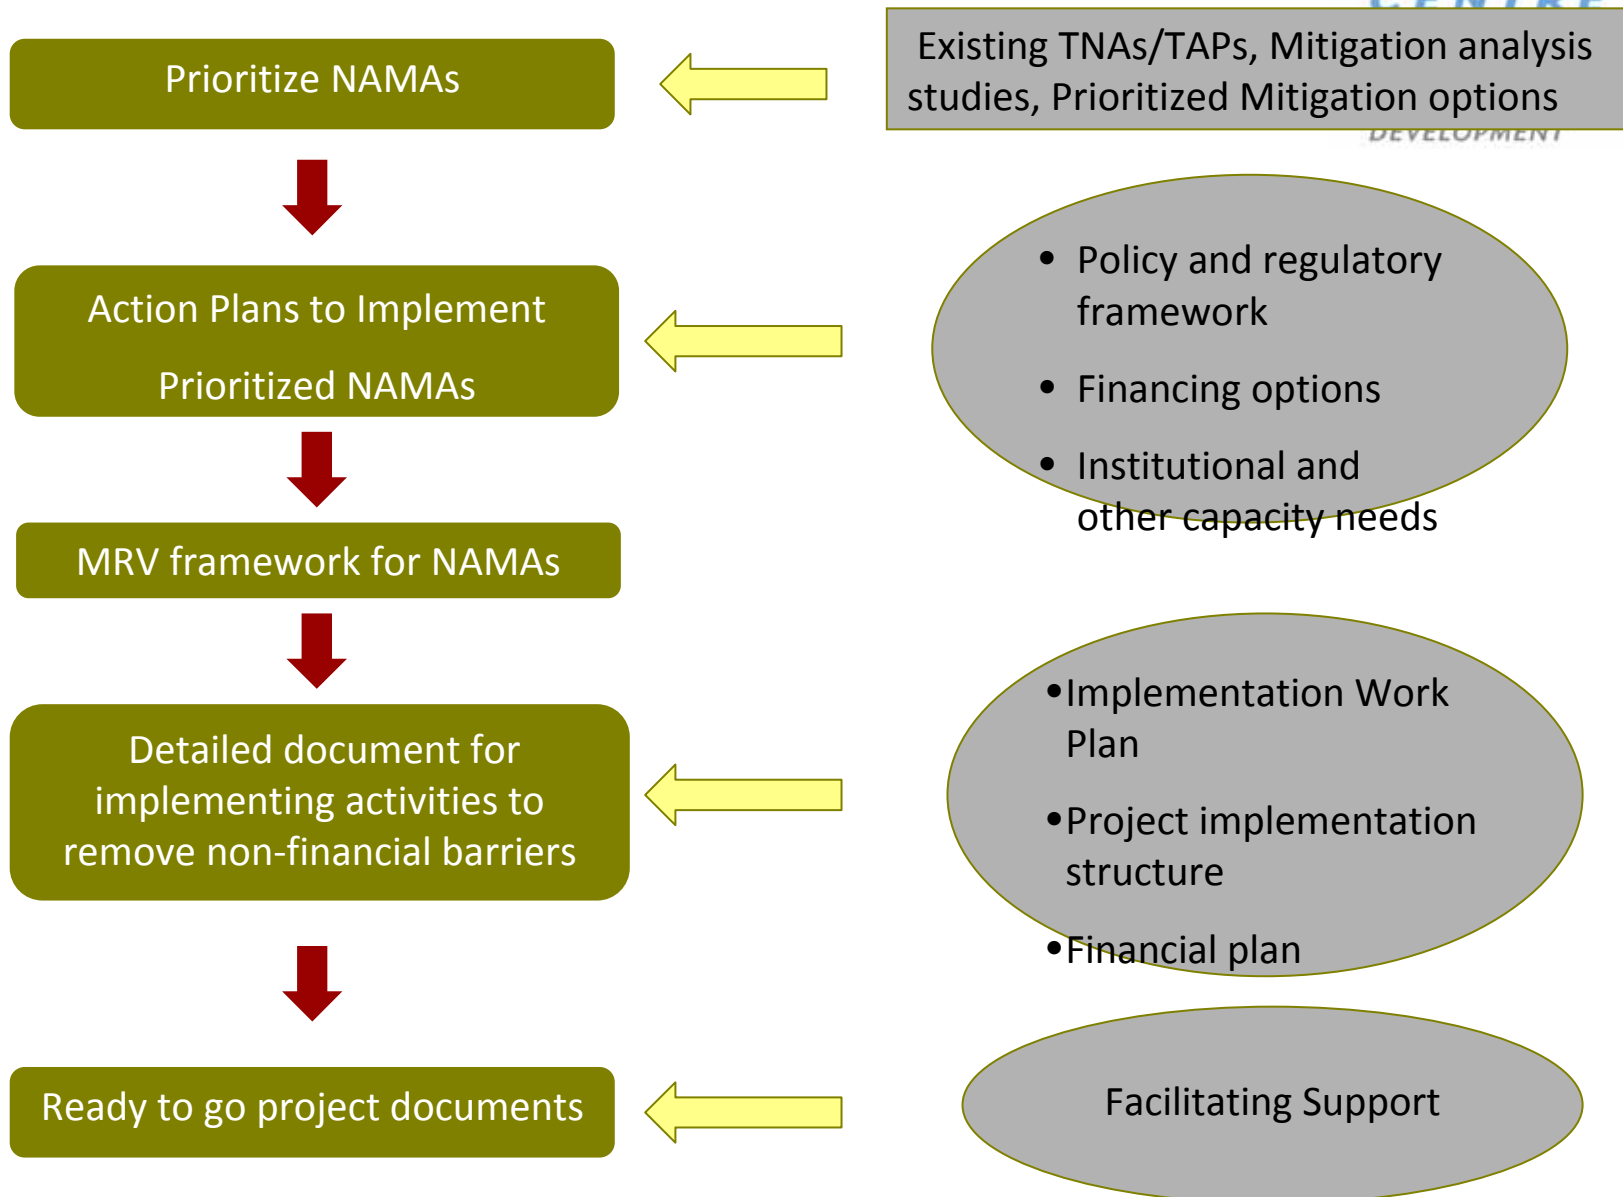 CENTRE
Prioritize NAMAs
Existing TNAs/TAPs, Mitigation analysis
studies, Prioritized Mitigation options
DEVELOPMENT
Action Plans to Implement
Prioritized NAMAs
• Policy and regulatory
framework
• Financing options
• Institutional and
other capacity needs
MRV framework for NAMAs
Detailed document for
implementing activities to
remove non-financial barriers
•Implementation Work
Plan
•Project implementation
structure
•Financial plan
Ready to go project documents
Facilitating Support